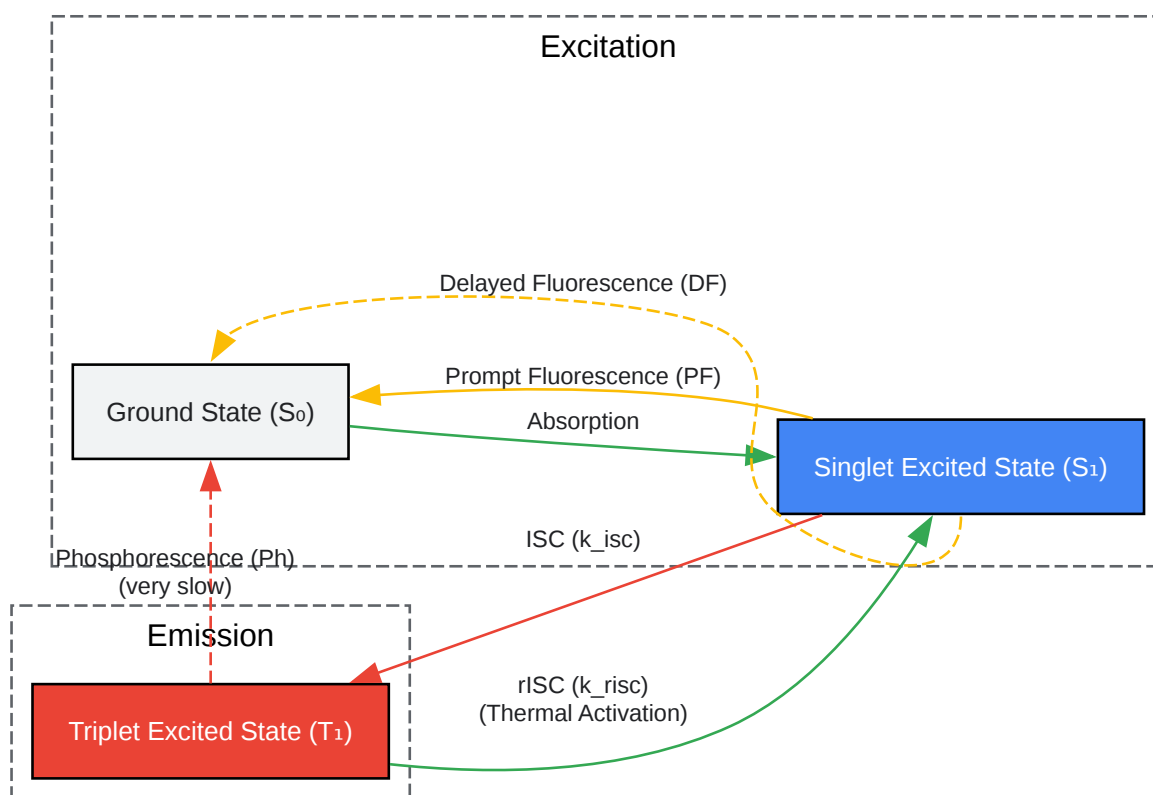 Excitation
Delayed Fluorescence (DF)
Prompt Fluorescence (PF)
Ground State (S₀)
Absorption
Singlet Excited State (S₁)
ISC (k_isc)
Phosphorescence (Ph)
(very slow)
Emission
rISC (k_risc)
(Thermal Activation)
Triplet Excited State (T₁)